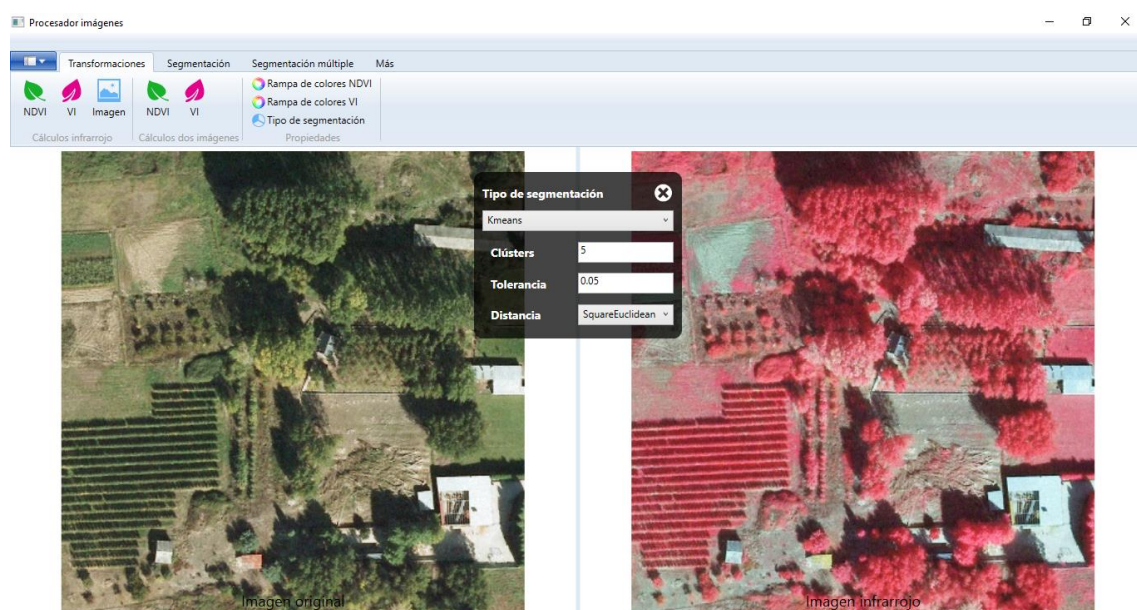 Procesador imágenes
Transformaciones Segmentación Segmentación múltiple Más
NDVI VI Imagen NDVI VI
Rampa de colores NDVI
Rampa de colores VI
Tipo de segmentación
Cálculos infrarrojo Cálculos dos imágenes Propiedades
Tipo de segmentación
Kmeans
Clústers 5
Tolerancia 0.05
Distancia SquareEuclidean
Imagen original Imagen infrarrojo